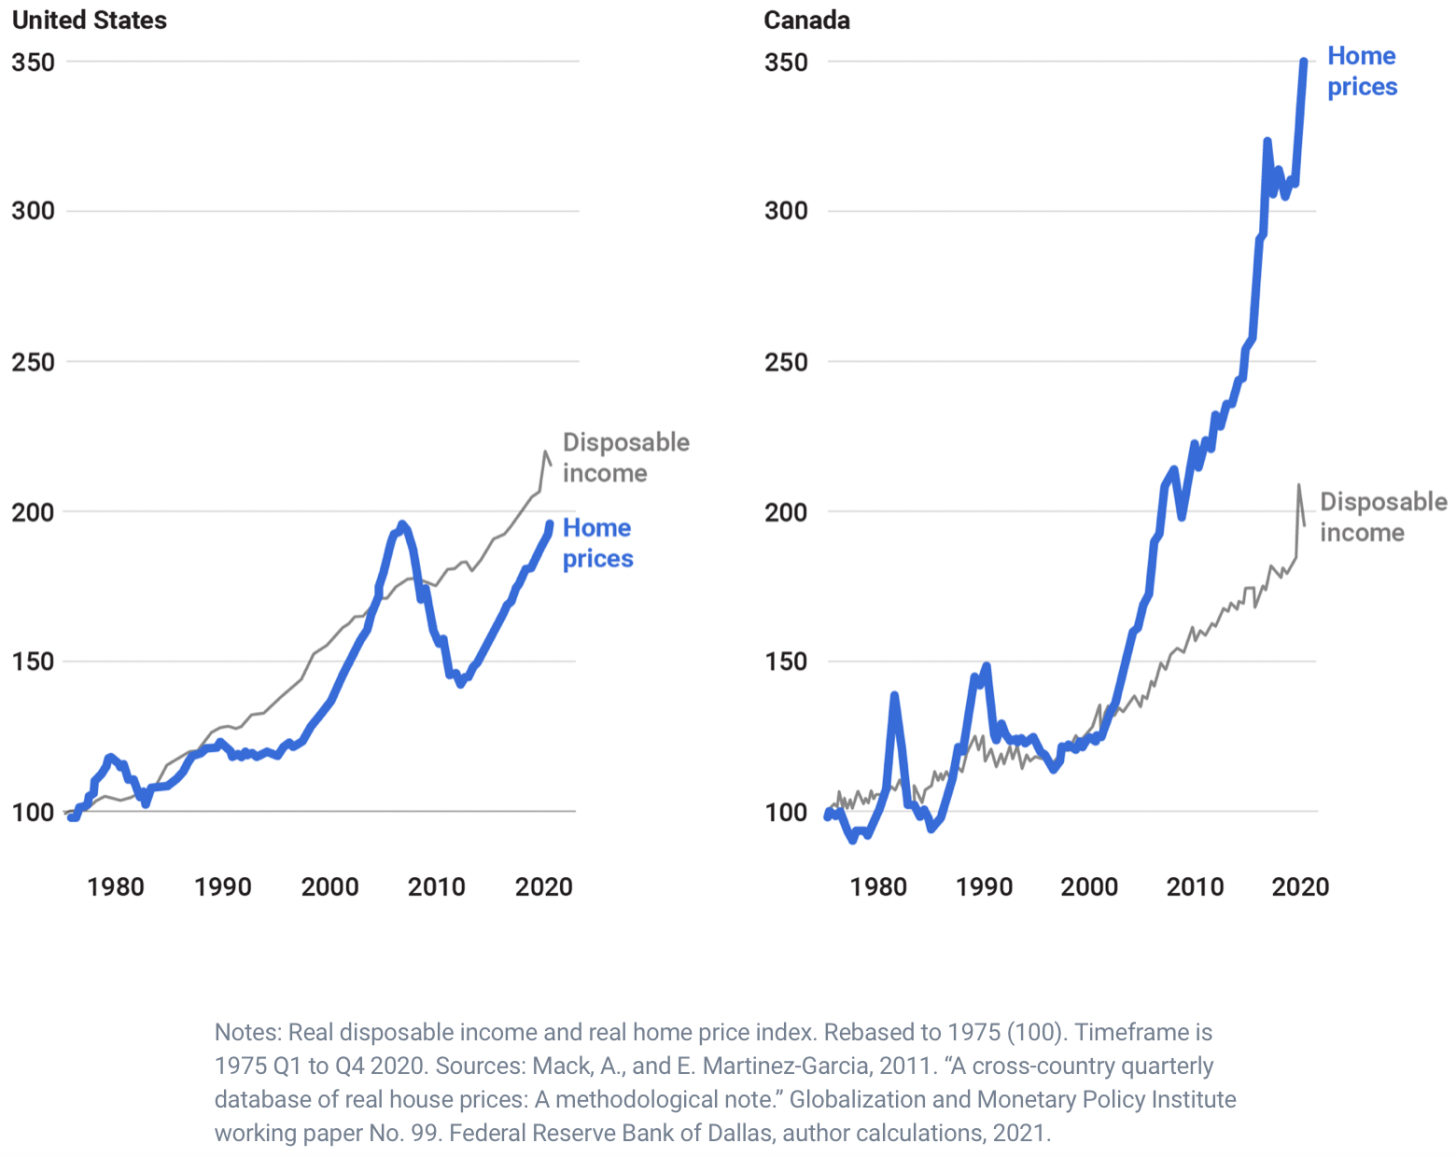 United States
350
300
250
200
150
100
Disposable
income
Home
prices
1980 1990 2000 2010 2020
Canada
350
300
250
200
150
100
Home
prices
Disposable
income
1980 1990 2000 2010 2020
Notes: Real disposable income and real home price index. Rebased to 1975 (100). Timeframe is
1975 Q1 to Q4 2020. Sources: Mack, A., and E. Martinez-Garcia, 2011. “A cross-country quarterly
database of real house prices: A methodological note.” Globalization and Monetary Policy Institute
working paper No. 99. Federal Reserve Bank of Dallas, author calculations, 2021.